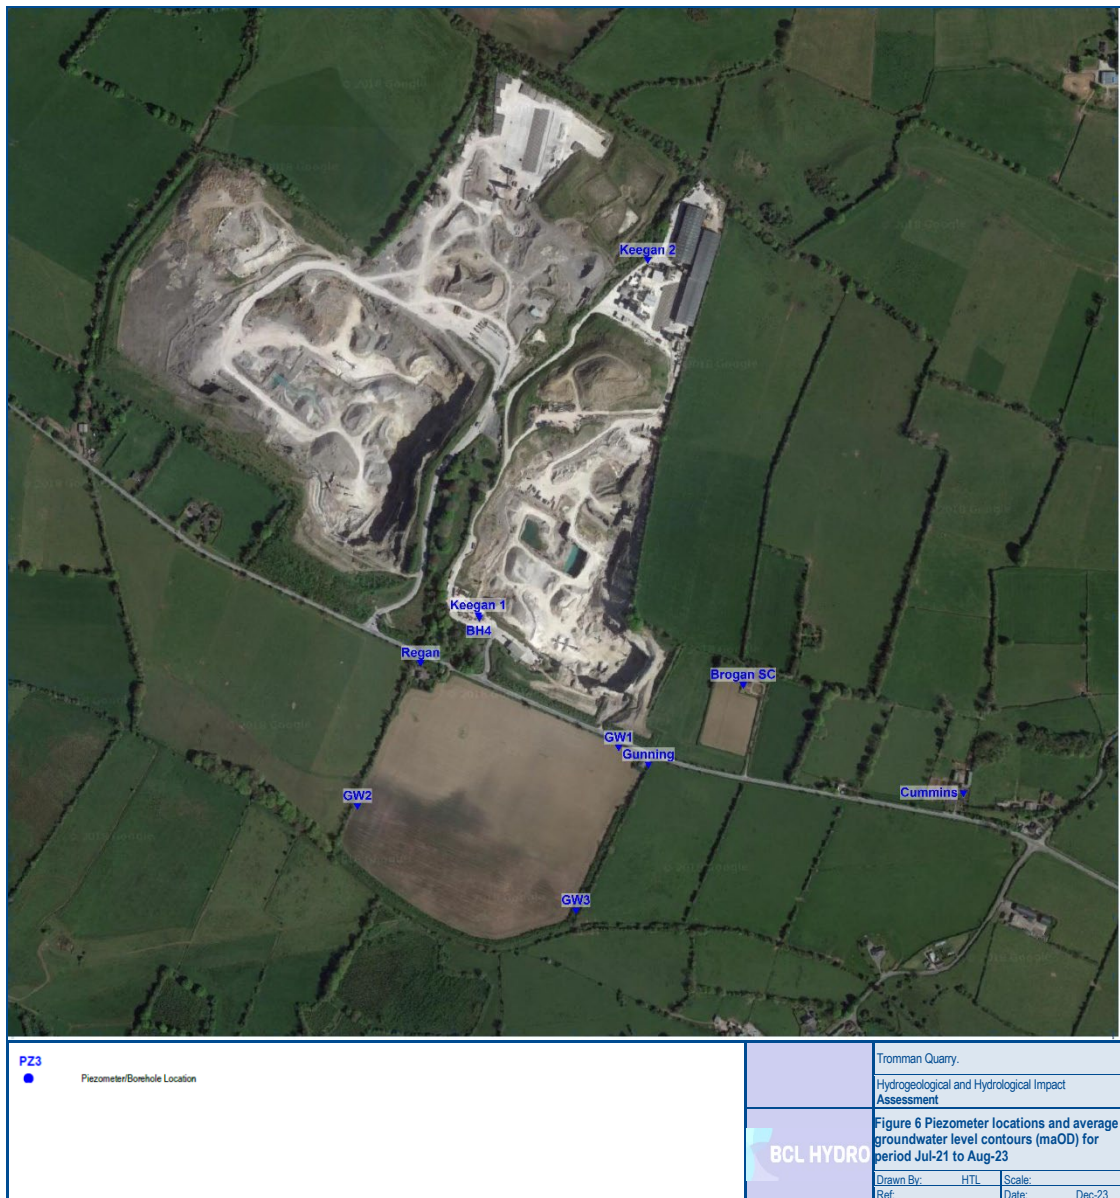 Keegan 2
Keegan 1
BH4
Regan
Brogan SC
GW1
Gunning
GW2
Cummins
GW3
PZ3
Piezometer/Borehole Location
Tromman Quarry.
Hydrogeological and Hydrological Impact
Assessment
BCL HYDRO
Figure 6 Piezometer locations and average
groundwater level contours (maOD) for
period Jul-21 to Aug-23
Drawn By: HTL Scale:
Ref: Date: Dec-23